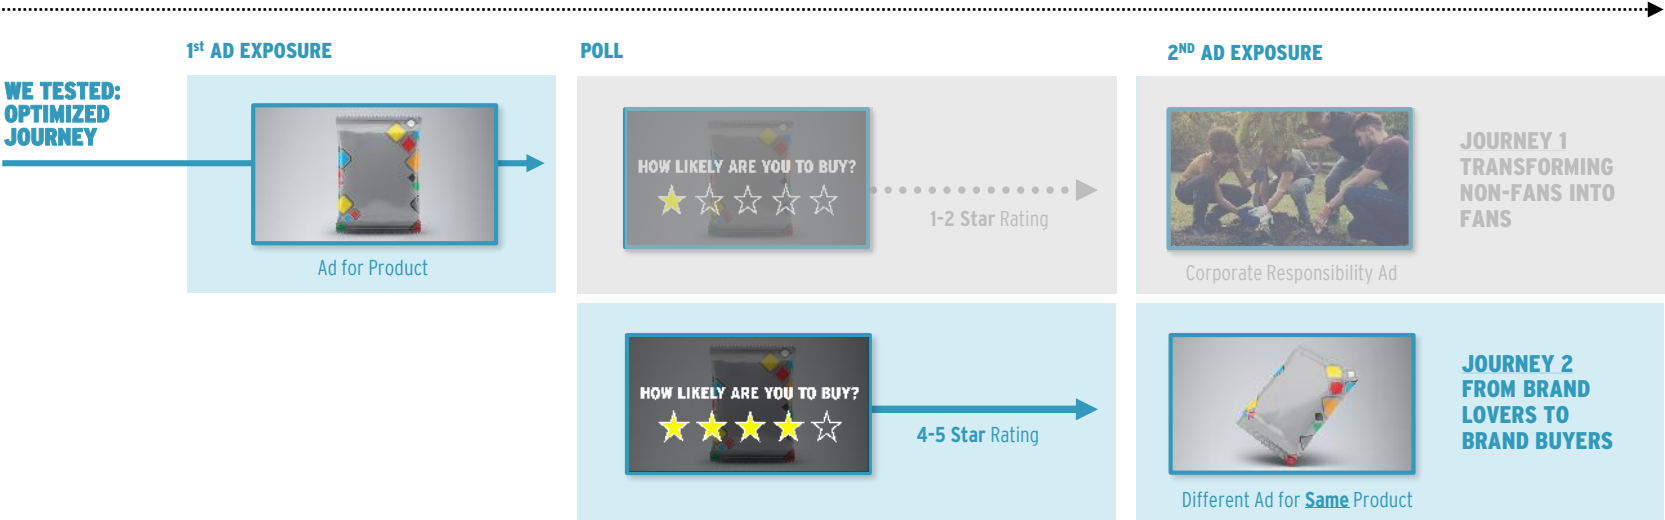 1st AD EXPOSURE
POLL
2ND AD EXPOSURE
WE TESTED:
OPTIMIZED
JOURNEY
Ad for Product
HOW LIKELY ARE YOU TO BUY?
1-2 Star Rating
Corporate Responsibility Ad
JOURNEY 1
TRANSFORMING
NON-FANS INTO
FANS
HOW LIKELY ARE YOU TO BUY?
4-5 Star Rating
Different Ad for Same Product
JOURNEY 2
FROM BRAND
LOVERS TO
BRAND BUYERS